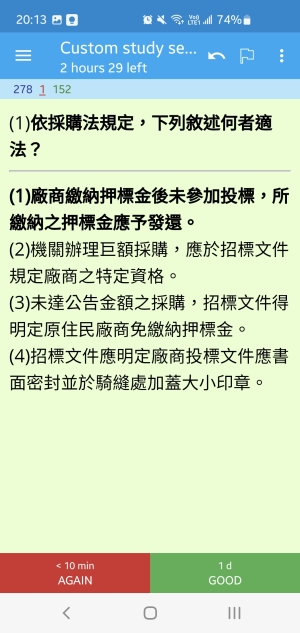 20:13 74%
Custom study se...
2 hours 29 left
278 1 152
(1)依採購法規定，下列敘述何者適
法？
(1)廠商繳納押標金後未參加投標，所
繳納之押標金應予發還。
(2)機關辦理巨額採購，應於招標文件
規定廠商之特定資格。
(3)未達公告金額之採購，招標文件得
明定原住民廠商免繳納押標金。
(4)招標文件應明定廠商投標文件應書
面密封並於騎縫處加蓋大小印章。
< 10 min 1 d
AGAIN GOOD